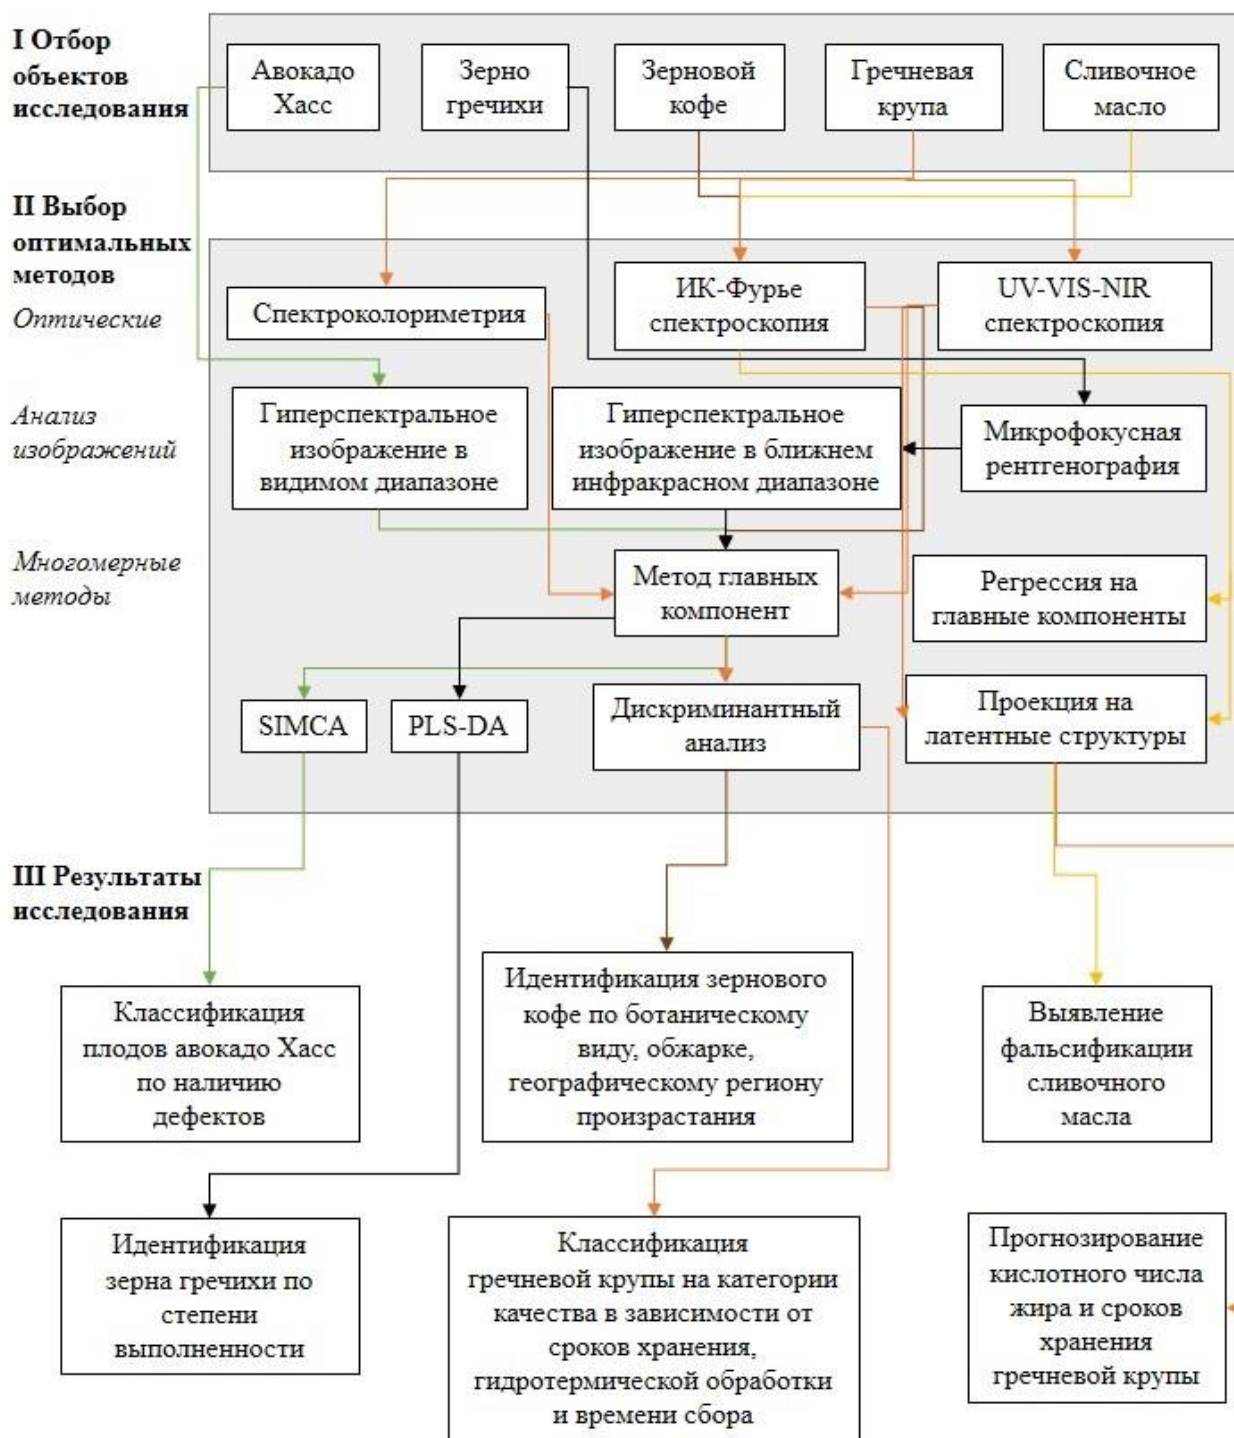 I Отбор
объектов
исследования
Авокадо
Хасс
Зерно
гречихи
Зерновой
кофе
Гречневая
крупа
Сливочное
масло
II Выбор
оптимальных
методов
Оптические
Спектроколориметрия
ИК-Фурье
спектроскопия
UV-VIS-NIR
спектроскопия
Анализ
изображений
Гиперспектральное
изображение в
видимом диапазоне
Гиперспектральное
изображение в ближнем
инфракрасном диапазоне
Микрофокусная
рентгенография
Многомерные
методы
Метод главных
компонент
Регрессия на
главные компоненты
SIMCA
PLS-DA
Дискриминантный
анализ
Проекция на
латентные структуры
III Результаты
исследования
Классификация
плодов авокадо Хасс
по наличию
дефектов
Идентификация зернового
кофе по ботаническому
виду, обжарке,
географическому региону
произрастания
Выявление
фальсификации
сливочного
масла
Идентификация
зерна гречихи по
степени
выполненности
Классификация
гречневой крупы на категории
качества в зависимости от
сроков хранения,
гидротермической обработки
и времени сбора
Прогнозирование
кислотного числа
жира и сроков
хранения
гречневой крупы